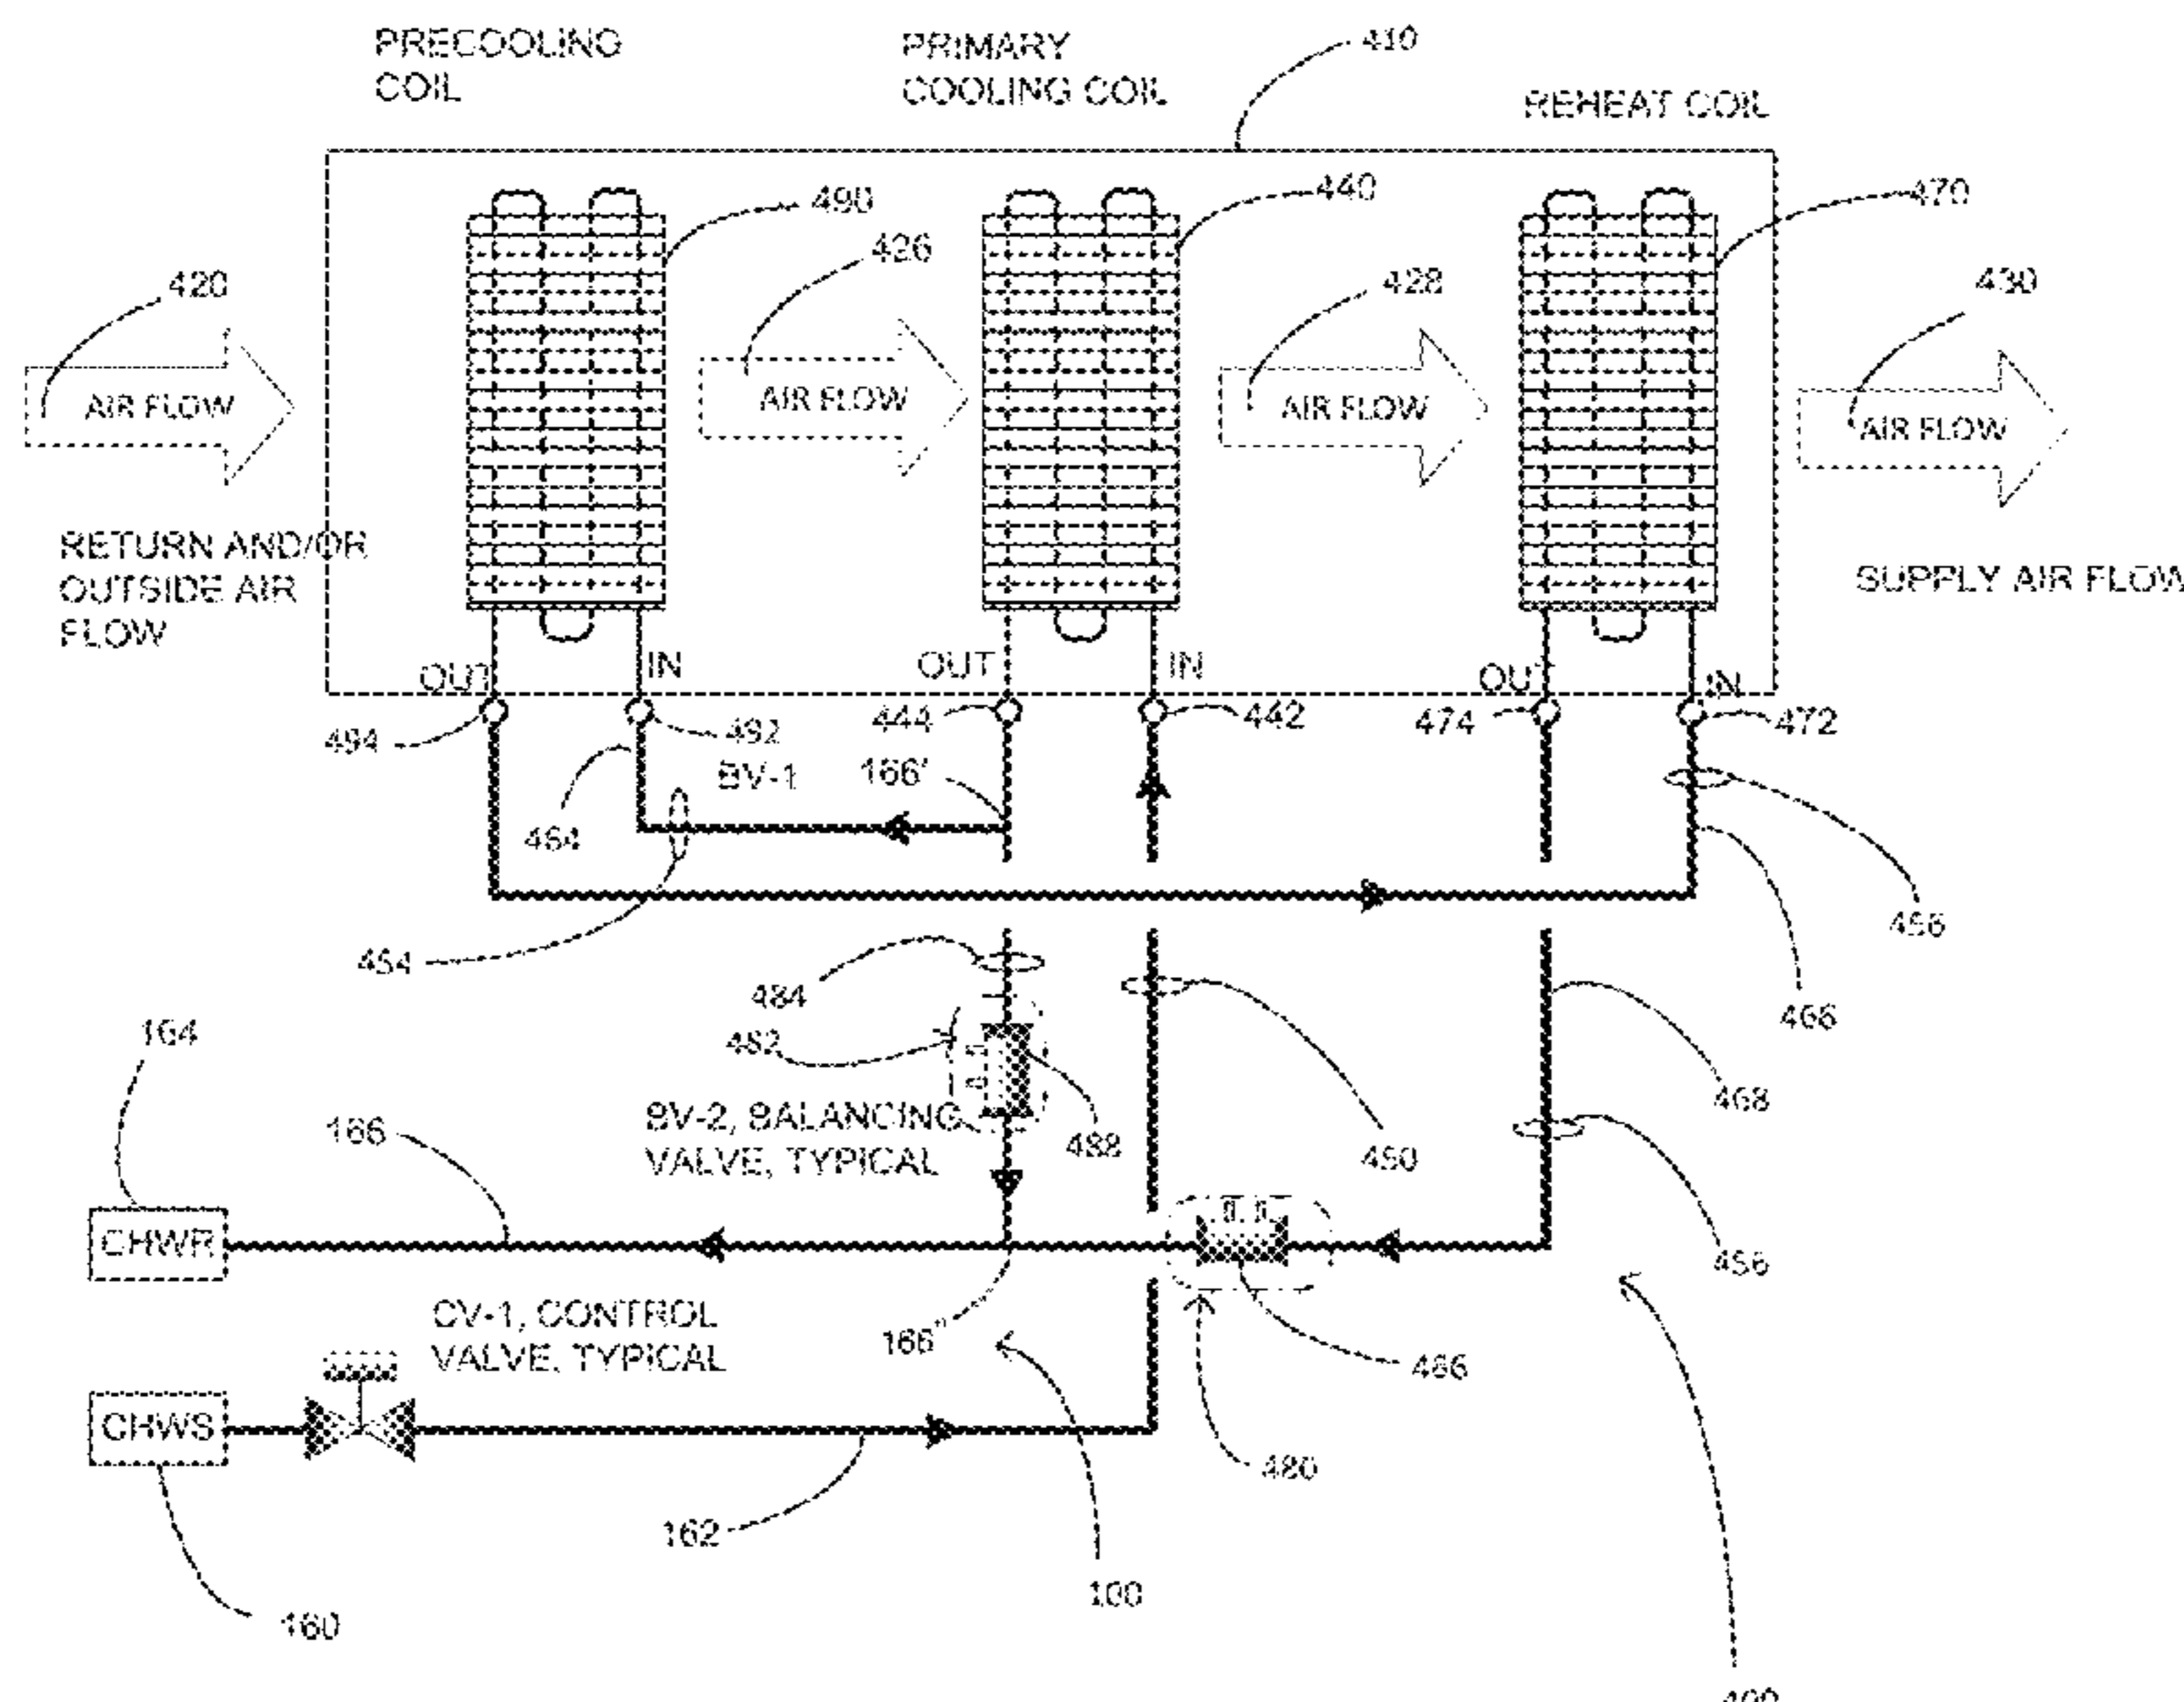 PRECOOLING
COIL
PRIMARY
COOLING COIL
410
REHEAT COIL
490
440
470
426
420
428
430
AIR FLOW
AIR FLOW
AIR FLOW
AIR FLOW
RETURN AND/OR
OUTSIDE AIR
FLOW
SUPPLY AIR FLOW
OUT
IN
OUT
IN
OUT
IN
494
492
444
442
474
472
BV-1
166'
464
454
456
484
466
164
482
468
BV-2, BALANCING
VALVE, TYPICAL
166
488
450
458
CHWR
CV-1, CONTROL
VALVE, TYPICAL
166"
486
CHWS
480
162
100
160
400